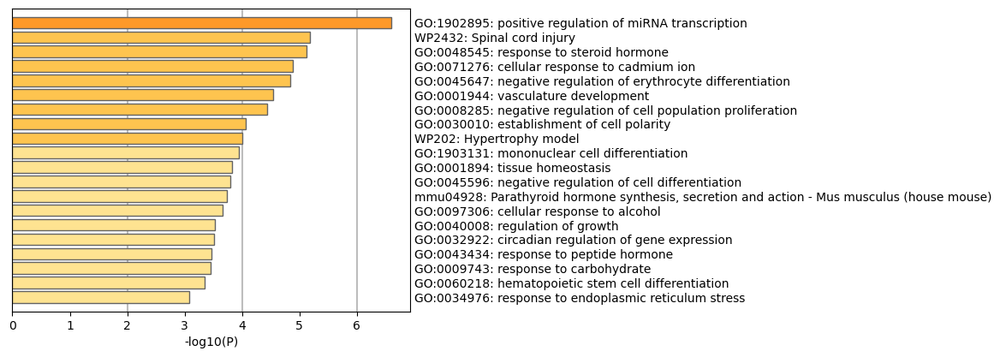 GO:1902895: positive regulation of miRNA transcription
WP2432: Spinal cord injury
GO:0048545: response to steroid hormone
GO:0071276: cellular response to cadmium ion
GO:0045647: negative regulation of erythrocyte differentiation
GO:0001944: vasculature development
GO:0008285: negative regulation of cell population proliferation
GO:0030010: establishment of cell polarity
WP202: Hypertrophy model
GO:1903131: mononuclear cell differentiation
GO:0001894: tissue homeostasis
GO:0045596: negative regulation of cell differentiation
mmu04928: Parathyroid hormone synthesis, secretion and action - Mus musculus (house mouse)
GO:0097306: cellular response to alcohol
GO:0040008: regulation of growth
GO:0032922: circadian regulation of gene expression
GO:0043434: response to peptide hormone
GO:0009743: response to carbohydrate
GO:0060218: hematopoietic stem cell differentiation
GO:0034976: response to endoplasmic reticulum stress
0 1 2 3 4 5 6
-log10(P)